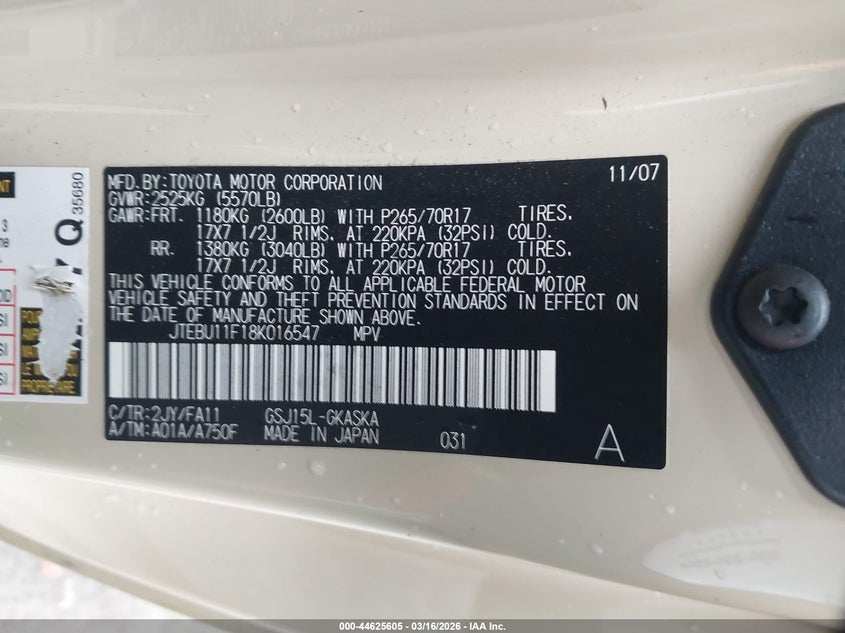 MFD.BY:TOYOTA MOTOR CORPORATION 11/07
GVWR:2525KG (5570LB)
GAWR:FRT. 1180KG (2600LB) WITH P265/70R17 TIRES.
17X7 1/2J RIMS. AT 220KPA (32PSI) COLD.
RR. 1380KG (3040LB) WITH P265/70R17 TIRES.
17X7 1/2J RIMS. AT 220KPA (32PSI) COLD.
THIS VEHICLE CONFORMS TO ALL APPLICABLE FEDERAL MOTOR
VEHICLE SAFETY AND THEFT PREVENTION STANDARDS IN EFFECT ON
THE DATE OF MANUFACTURE SHOWN ABOVE.
JTEBU11F18K016547 MPV
C/TR:2JY/FA11 GSJ15L-GKASKA
A/TM:A01A/A750F MADE IN JAPAN 031 A
Q
35680
000-44625605 - 03/16/2026 - IAA Inc.